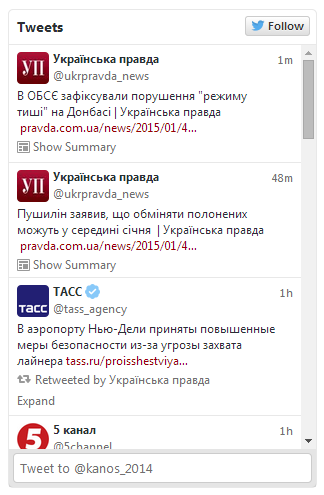 Tweets
Follow
УП
Українська правда
1m
@ukrpravda_news
В ОБСЄ зафіксували порушення "режиму
тиші" на Донбасі | Українська правда
pravda.com.ua/news/2015/01/4...
Show Summary
УП
Українська правда
48m
@ukrpravda_news
Пушилін заявив, що обміняти полонених
можуть у середині січня | Українська правда
pravda.com.ua/news/2015/01/4...
Show Summary
ТАСС
ТАСС
1h
@tass_agency
В аэропорту Нью-Дели приняты повышенные
меры безопасности из-за угрозы захвата
лайнера tass.ru/proisshestviya...
Retweeted by Українська правда
Expand
5
5 канал
1h
@5channel
Tweet to @kanos_2014